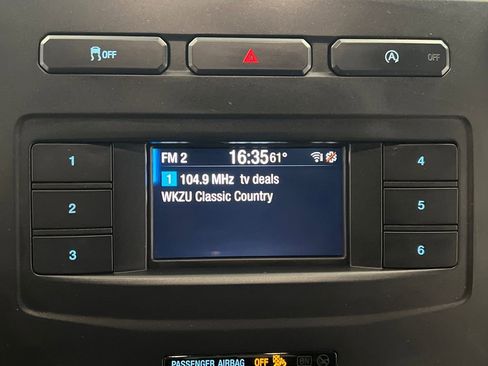 OFF
A OFF
1
2
3
FM 2 16:35 61°
1 104.9 MHz tv deals
WKZU Classic Country
4
5
6
PASSENGER AIRBAG OFF ON